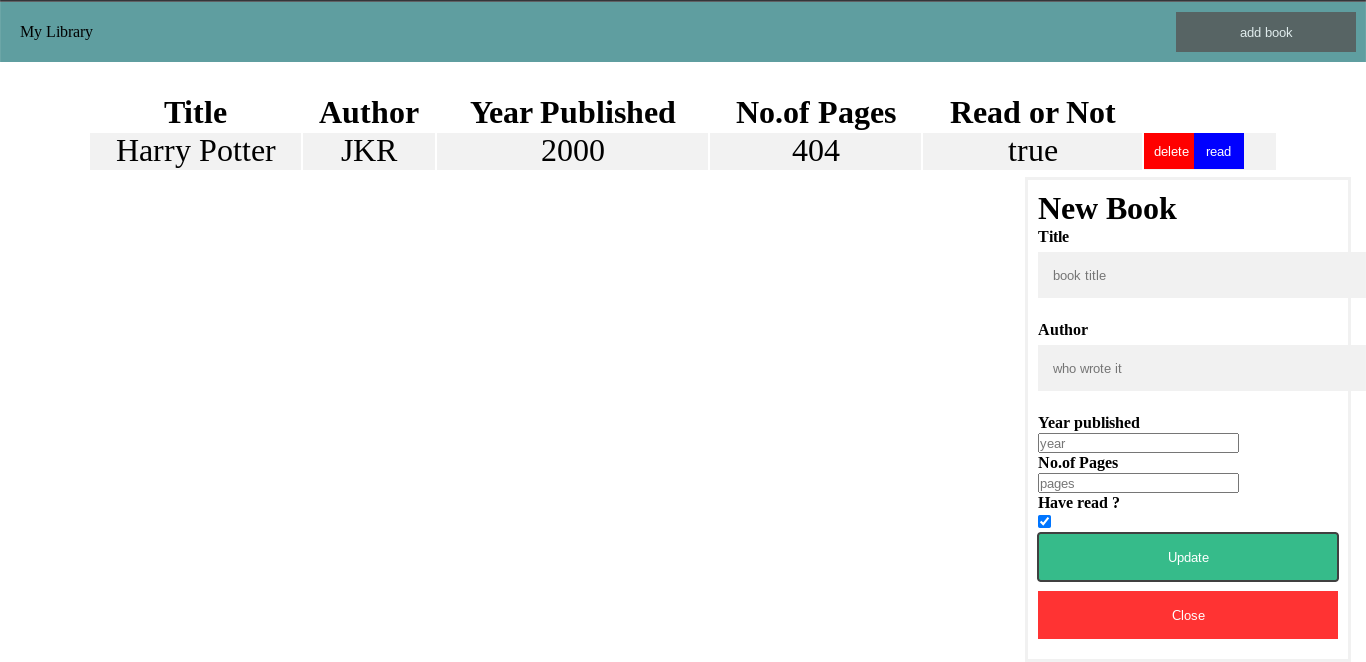 My Library add book
Title Author Year Published No.of Pages Read or Not
Harry Potter JKR 2000 404 true delete read
New Book
Title
book title
Author
who wrote it
Year published
year
No.of Pages
pages
Have read ?
Update
Close